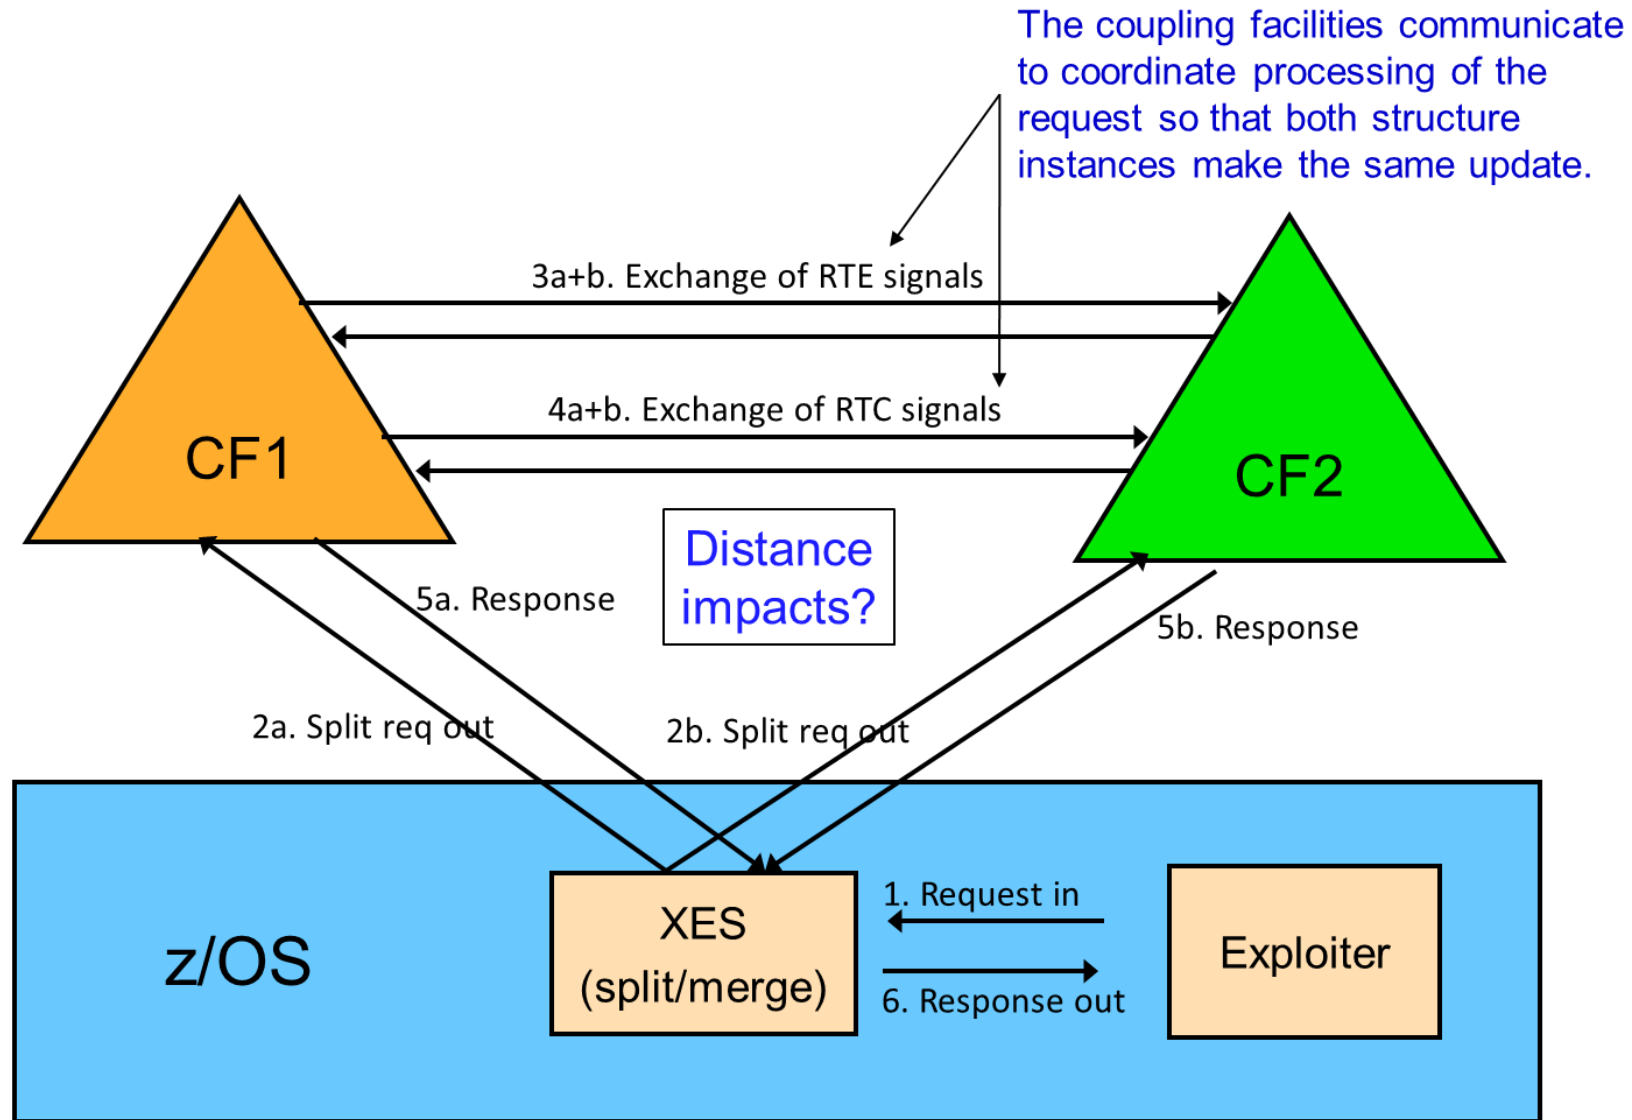 The coupling facilities communicate
to coordinate processing of the
request so that both structure
instances make the same update.
3a+b. Exchange of RTE signals
4a+b. Exchange of RTC signals
CF1
CF2
Distance
impacts?
5a. Response
5b. Response
2a. Split req out
2b. Split req out
z/OS
XES
(split/merge)
1. Request in
6. Response out
Exploiter